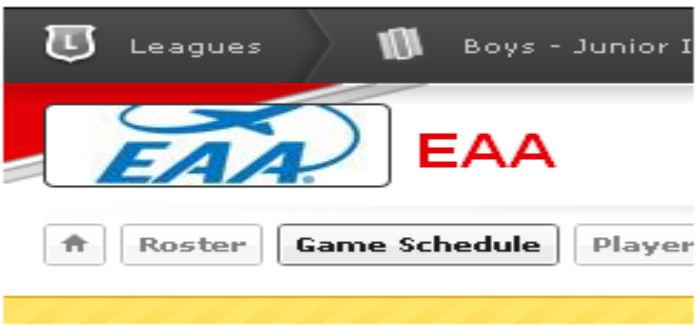 L Leagues Boys - Junior I
EAA. EAA
Roster Game Schedule Player